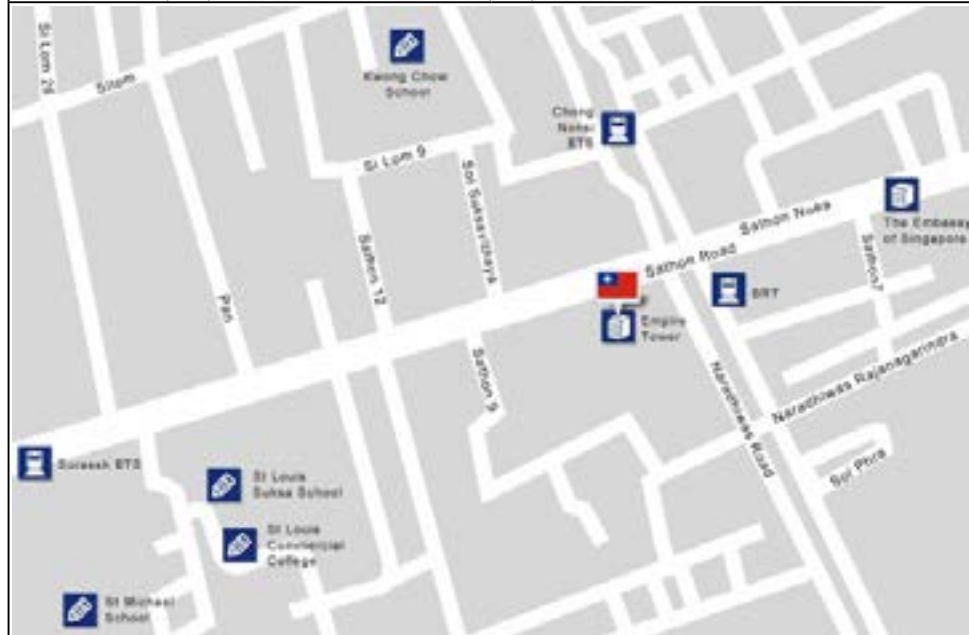 Si Lom 2
Silom
Kwong Chow
School
Chong
Nonsi
BTS
Si Lom 9
Soi Suksavithaya
Sathon Nuea
Sathon Road
The Embassy
of Singapore
Sathon7
Sathon 12
Pan
BRT
Empire
Tower
Sathon 9
Narathiwas Road
Narathiwas Rajanagarindra
Soi Phra
Surasak BTS
St Louis
Suksa School
St Louis
Commercial
College
St Michael
School